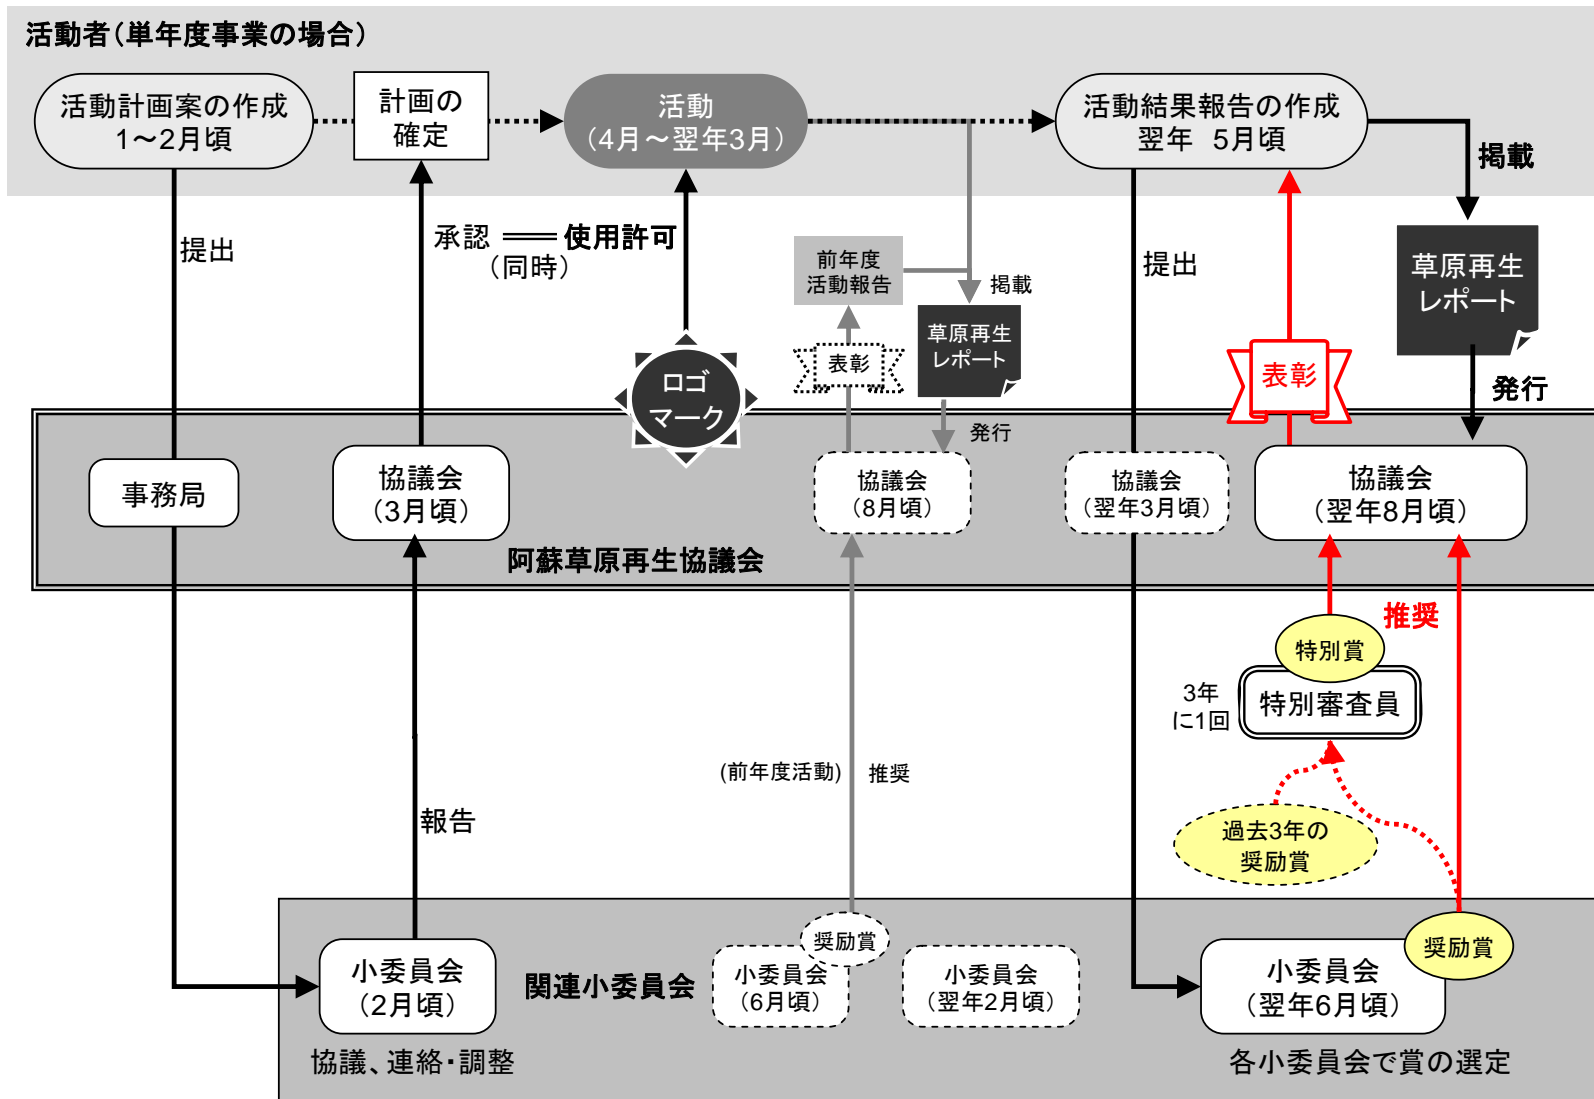 活動者（単年度事業の場合）
活動計画案の作成
1～2月頃
計画の
確定
活動
（4月～翌年3月）
活動結果報告の作成
翌年　5月頃
掲載
提出
承認
使用許可
（同時）
前年度
活動報告
掲載
提出
草原再生
レポート
草原再生
レポート
表彰
表彰
ロゴ
マーク
発行
発行
事務局
協議会
（3月頃）
協議会
（8月頃）
協議会
（翌年3月頃）
協議会
（翌年8月頃）
阿蘇草原再生協議会
推奨
特別賞
3年
に1回
特別審査員
(前年度活動)
推奨
報告
過去3年の
奨励賞
奨励賞
奨励賞
小委員会
（2月頃）
関連小委員会
小委員会
（6月頃）
小委員会
（翌年2月頃）
小委員会
（翌年6月頃）
協議、連絡・調整
各小委員会で賞の選定